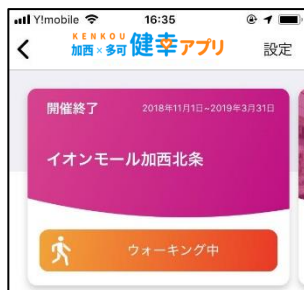 Y!mobile 16:35
KENKOU
加西×多可 健幸アプリ 設定
開催終了 2018年11月1日~2019年3月31日
イオンモール加西北条
ウォーキング中